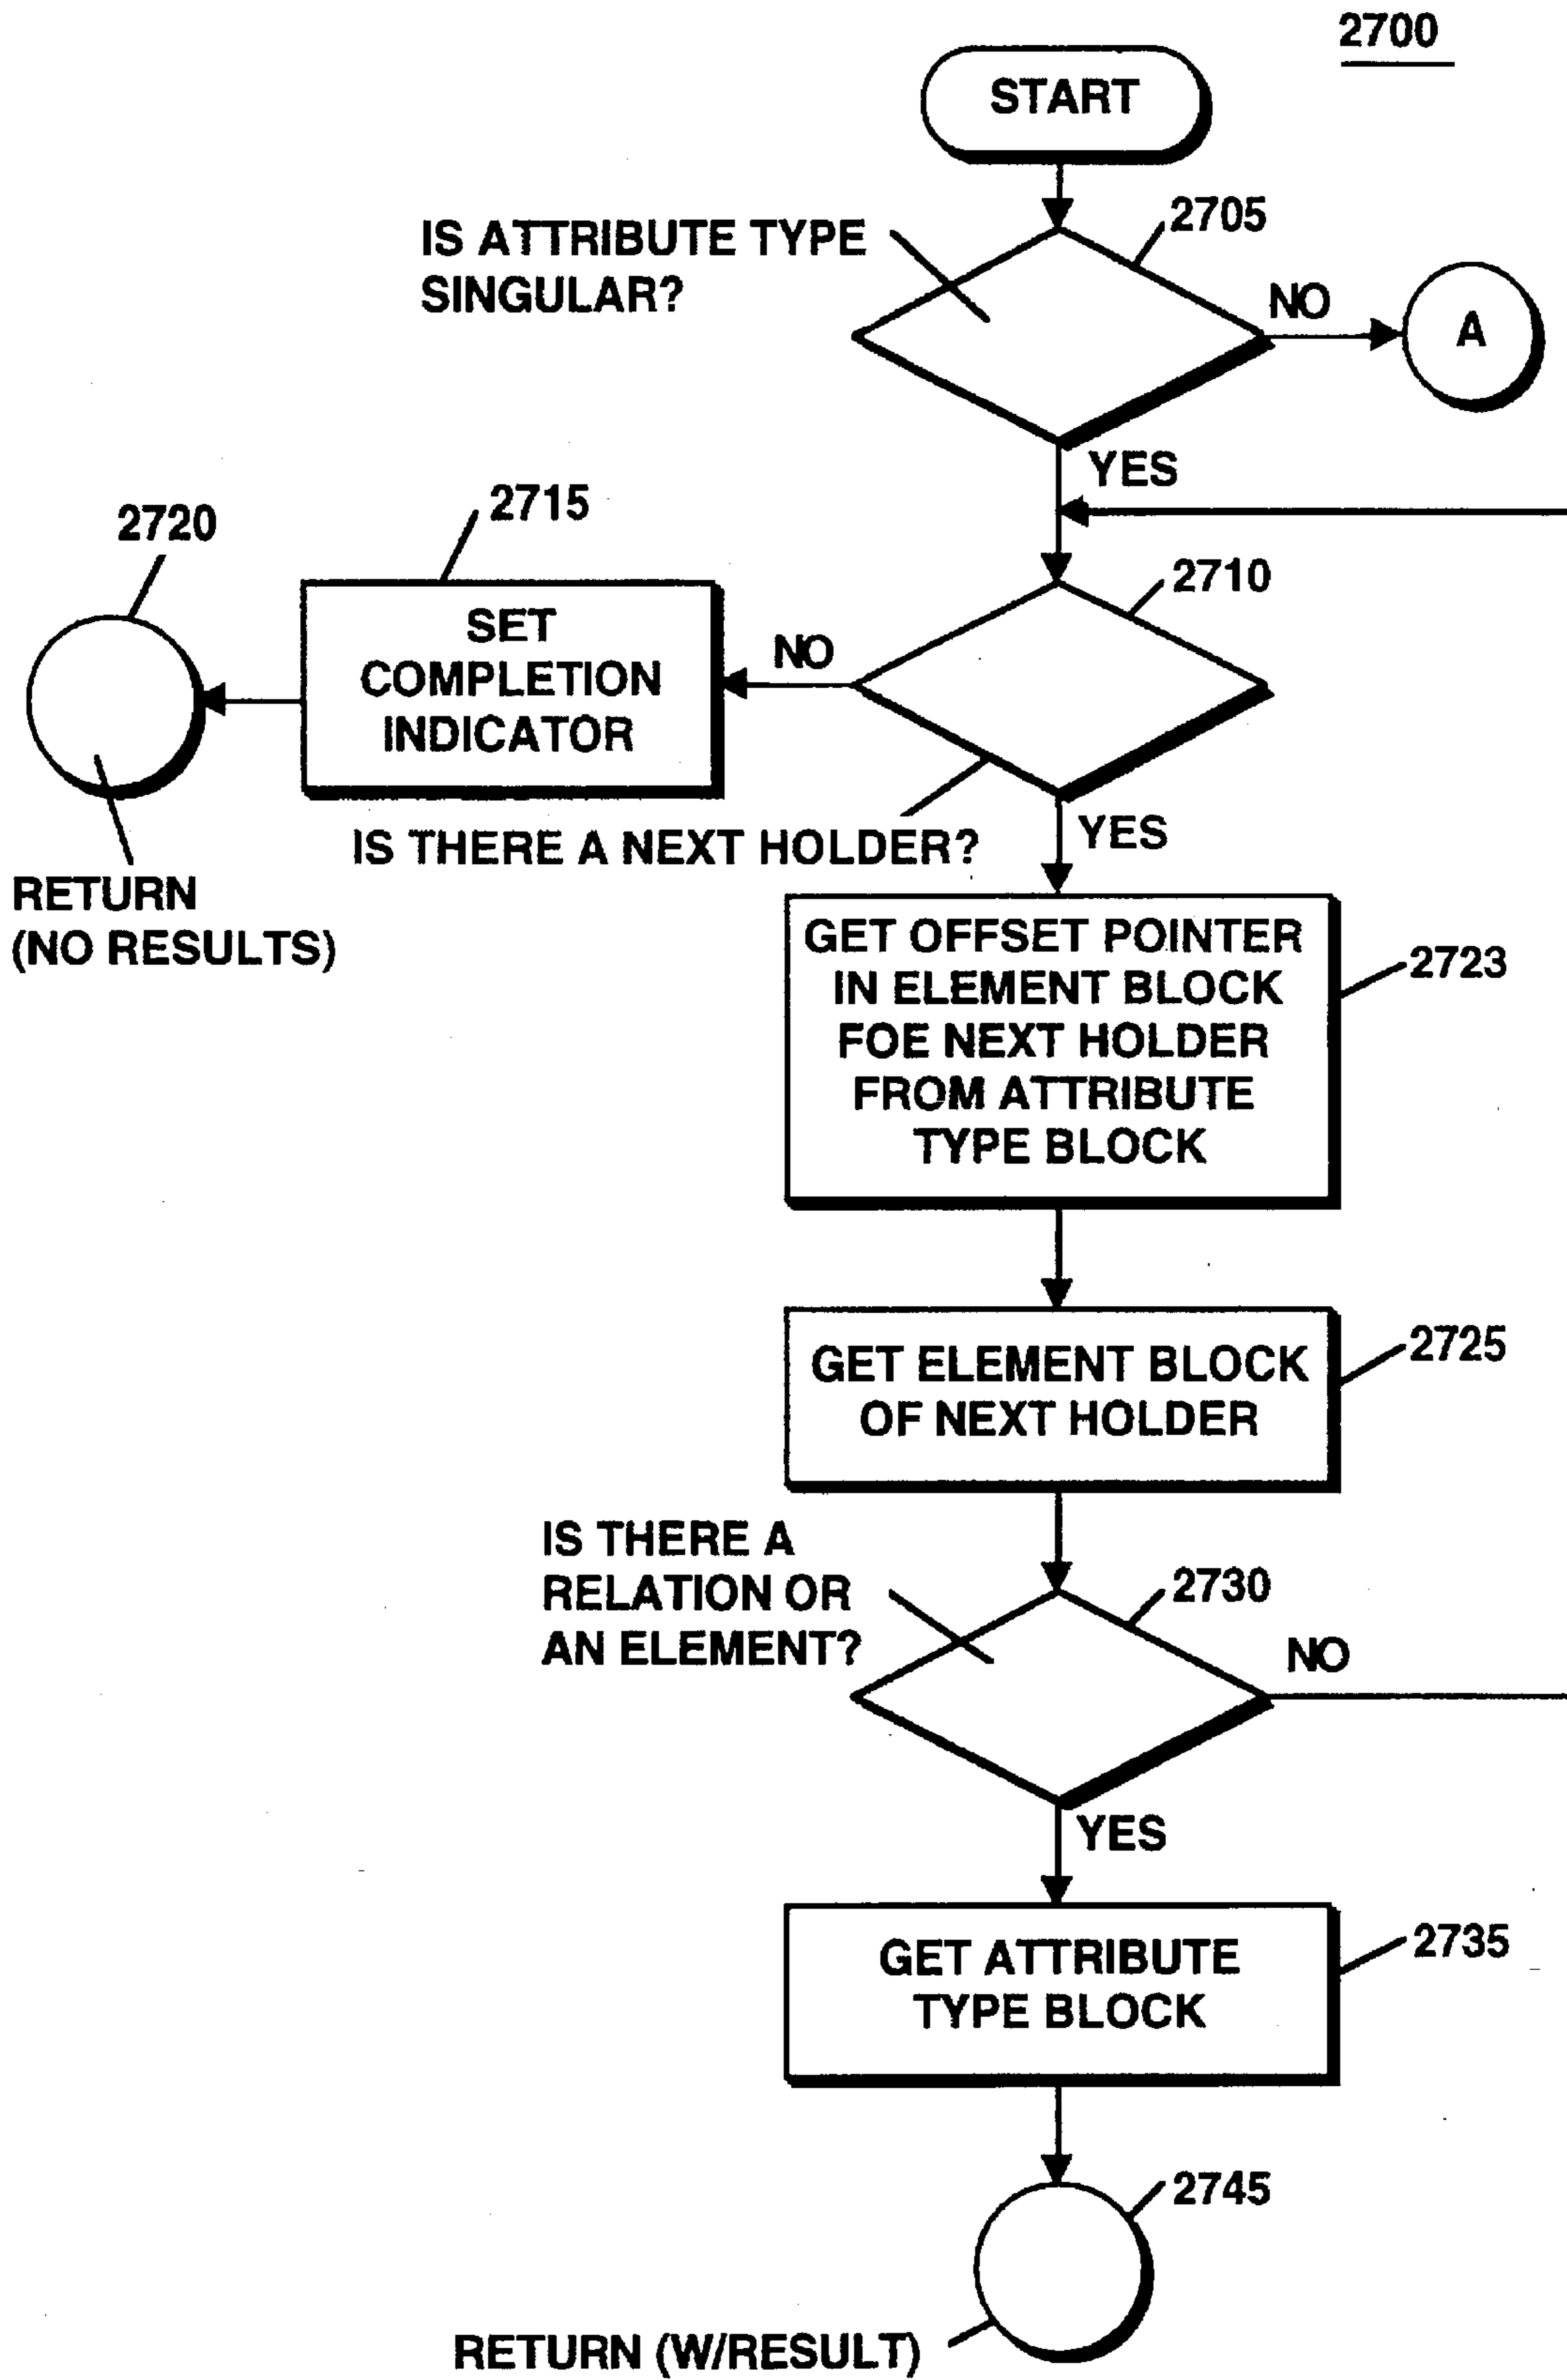 2700
START
2705
IS ATTRIBUTE TYPE
SINGULAR?
NO
A
YES
2720
2715
2710
SET
COMPLETION
INDICATOR
NO
IS THERE A NEXT HOLDER?
YES
RETURN
(NO RESULTS)
GET OFFSET POINTER
IN ELEMENT BLOCK
FOE NEXT HOLDER
FROM ATTRIBUTE
TYPE BLOCK
2723
GET ELEMENT BLOCK
OF NEXT HOLDER
2725
IS THERE A
RELATION OR
AN ELEMENT?
2730
NO
YES
GET ATTRIBUTE
TYPE BLOCK
2735
2745
RETURN (W/RESULT)